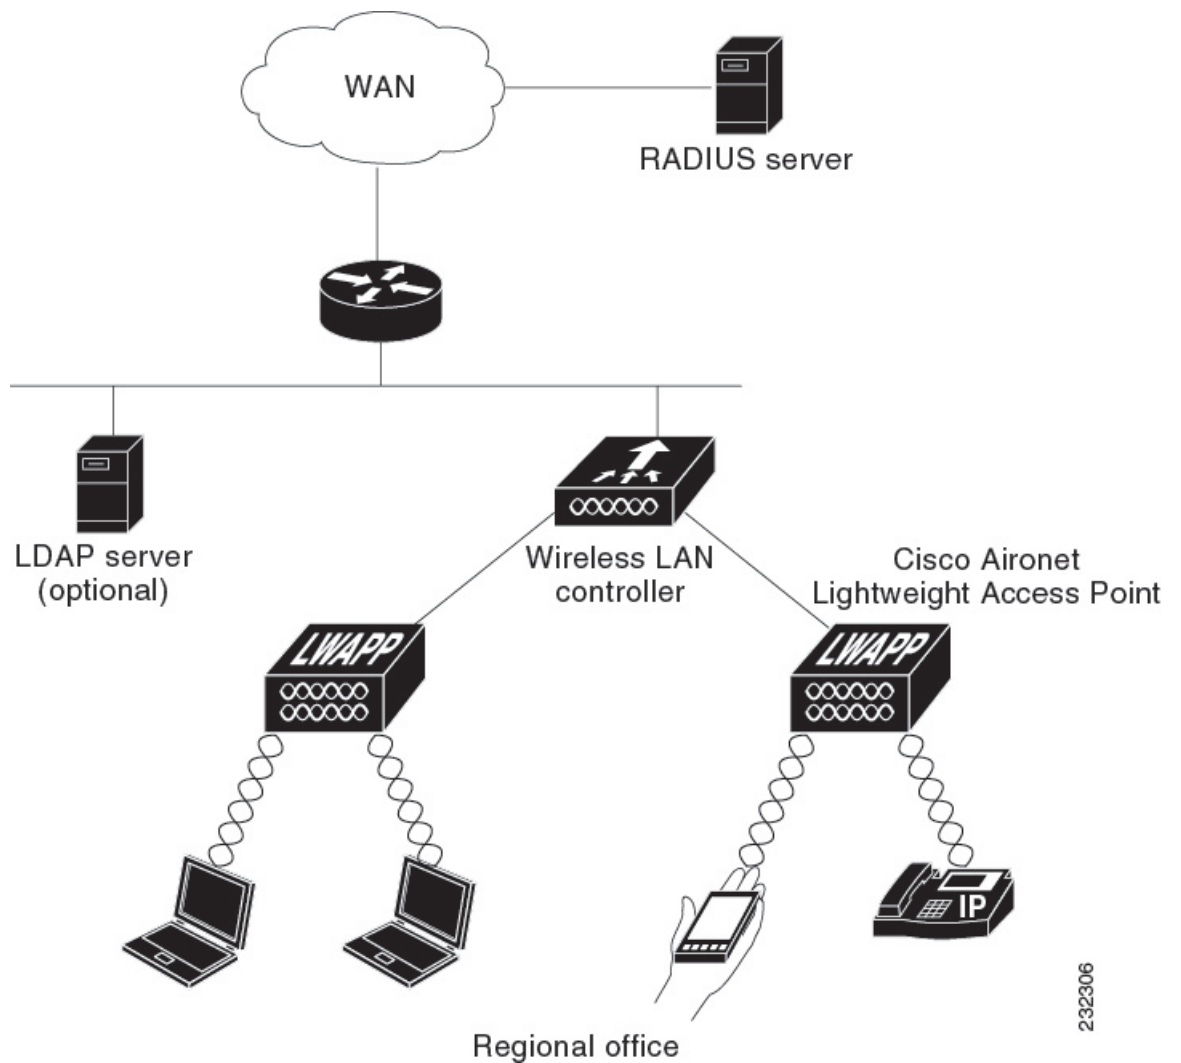 WAN
RADIUS server
LDAP server
(optional)
Wireless LAN
controller
Cisco Aironet
Lightweight Access Point
LWAPP
LWAPP
IP
232306
Regional office